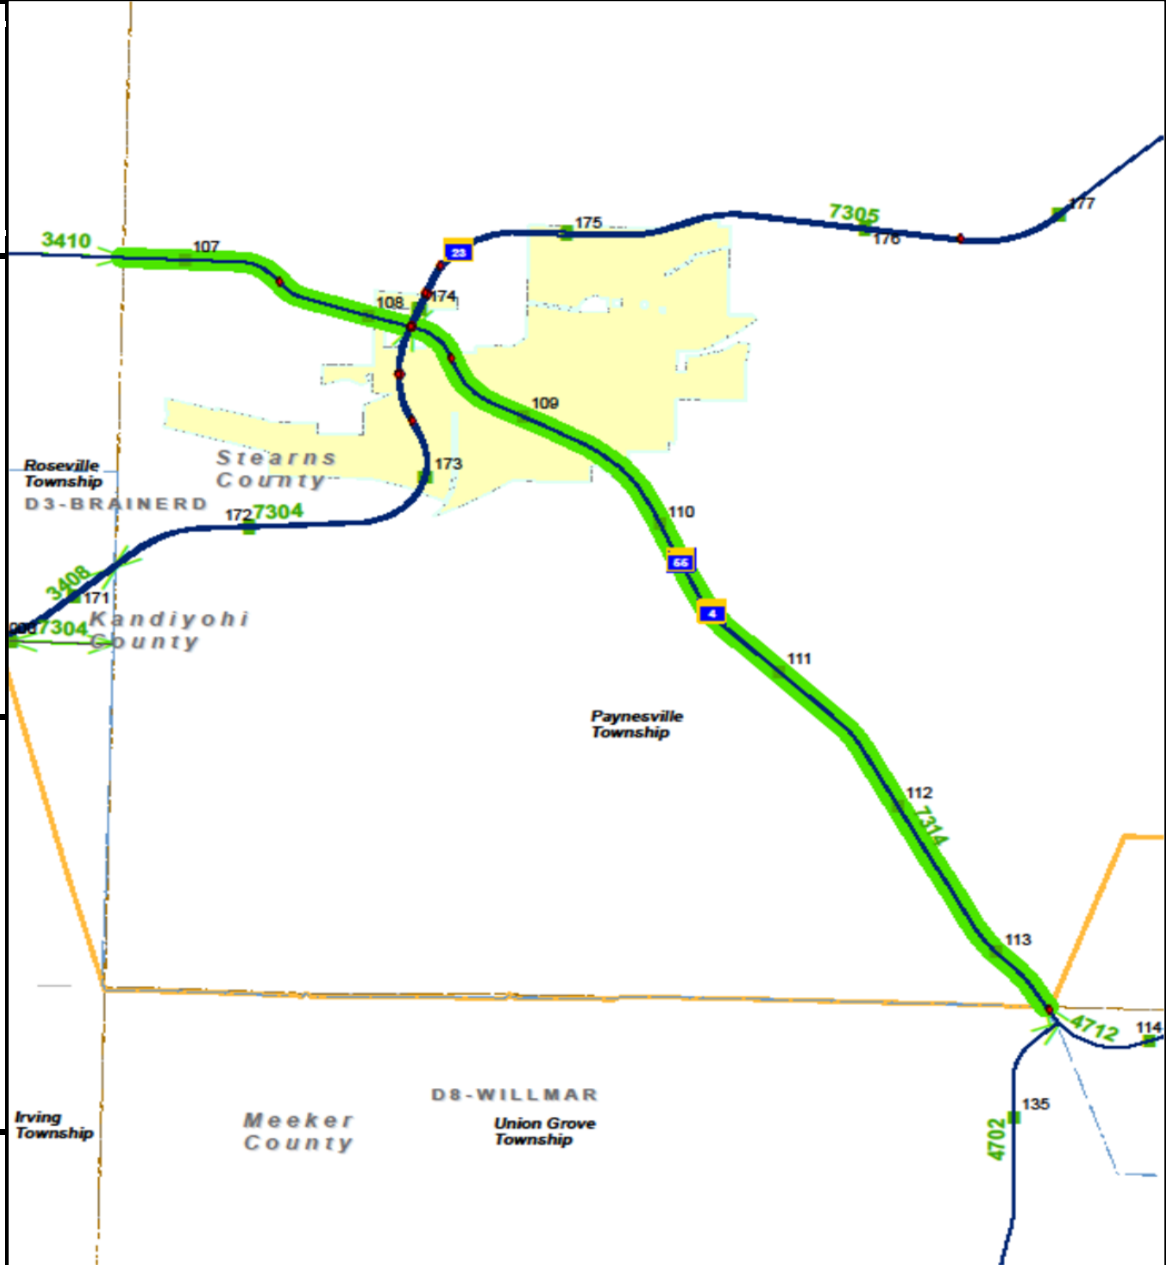 177
175
7305
176
3410
107
23
174
108
109
173
Stearns
County
Roseville
Township
D3-BRAINERD
172
7304
110
66
3408
171
4
Kandiyohi
County
7304
111
Paynesville
Township
112
7314
113
4712
114
D8-WILLMAR
135
Irving
Township
Meeker
County
Union Grove
Township
4702